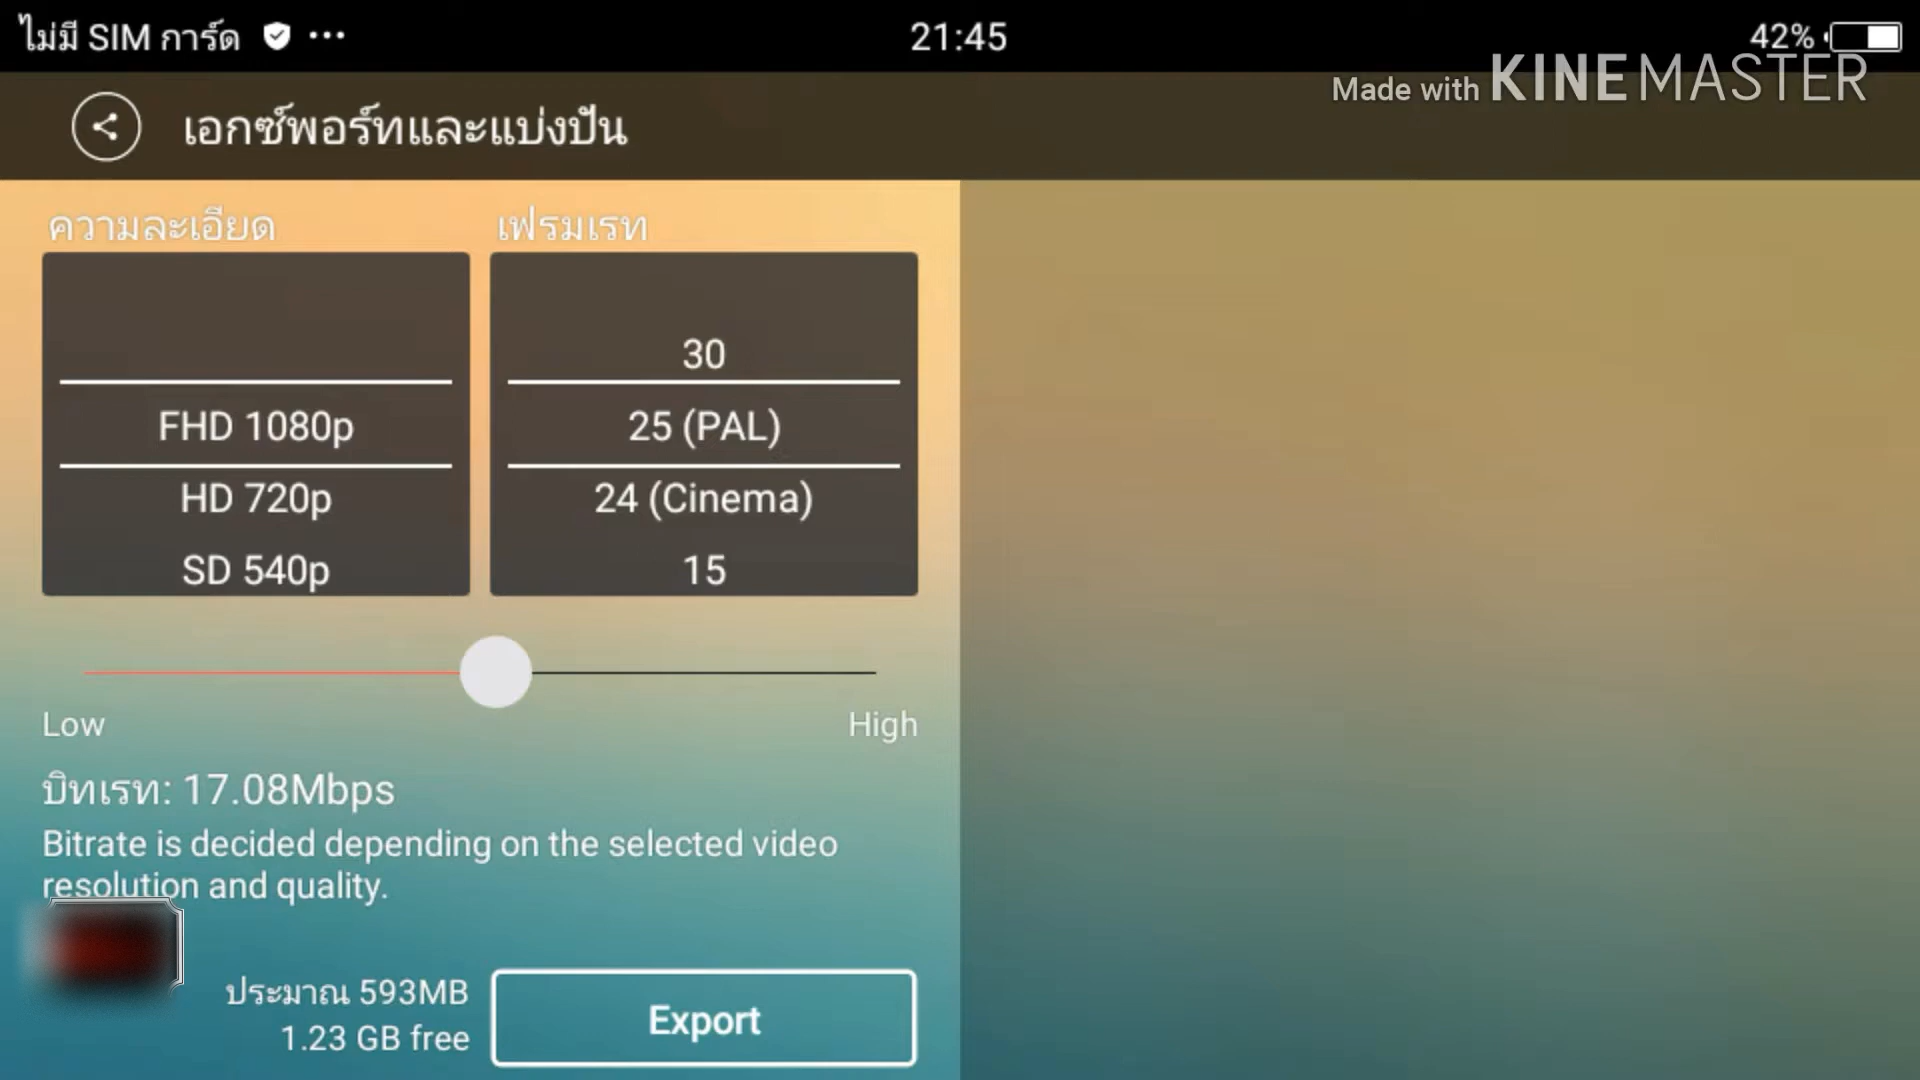 ไม่มี SIM การ์ด
21:45
42%
Made with KINEMASTER
เอกซ์พอร์ทและแบ่งปัน
ความละเอียด
เฟรมเรท
30
FHD 1080p
25 (PAL)
HD 720p
24 (Cinema)
SD 540p
15
Low
High
บิทเรท: 17.08Mbps
Bitrate is decided depending on the selected video
resolution and quality.
ประมาณ 593MB
1.23 GB free
Export